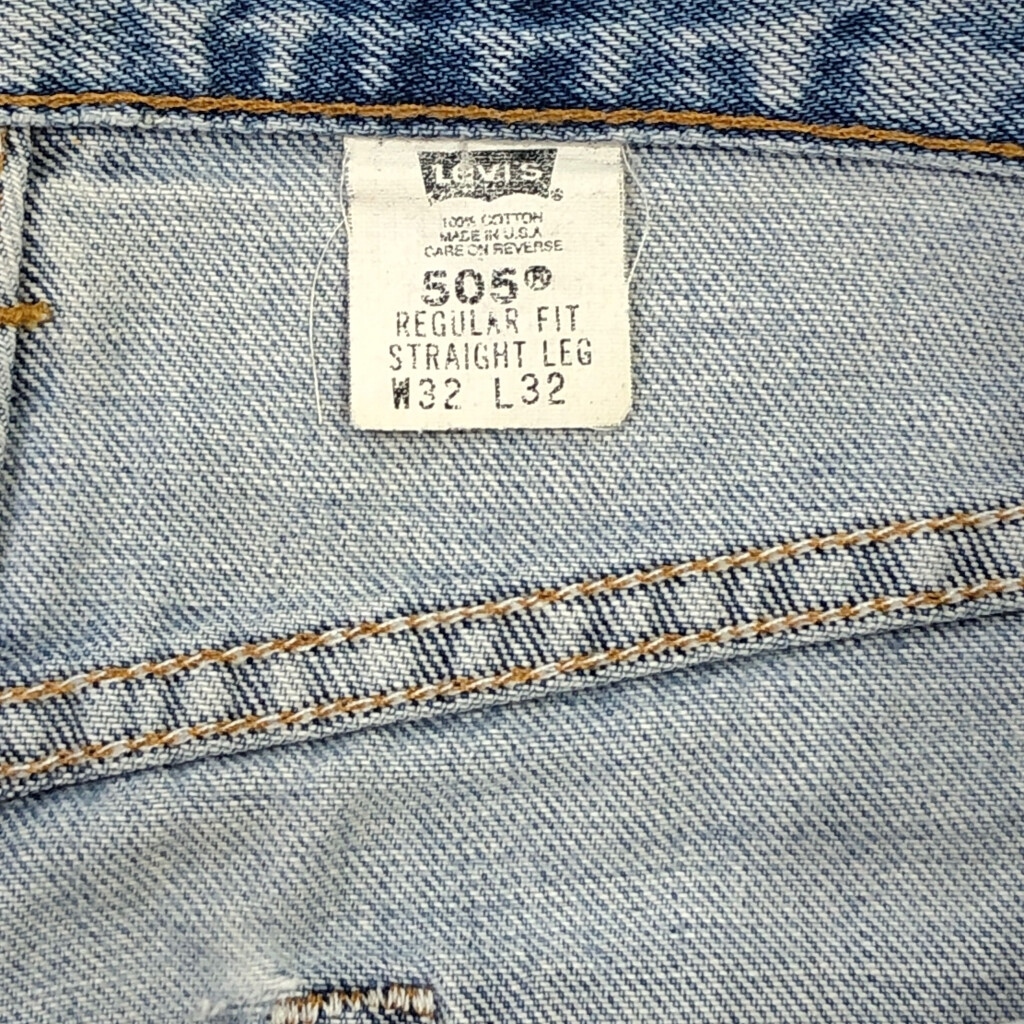 LEVI'S®
100% COTTON
MADE IN U.S.A
CARE ON REVERSE
505®
REGULAR FIT
STRAIGHT LEG
W32 L32